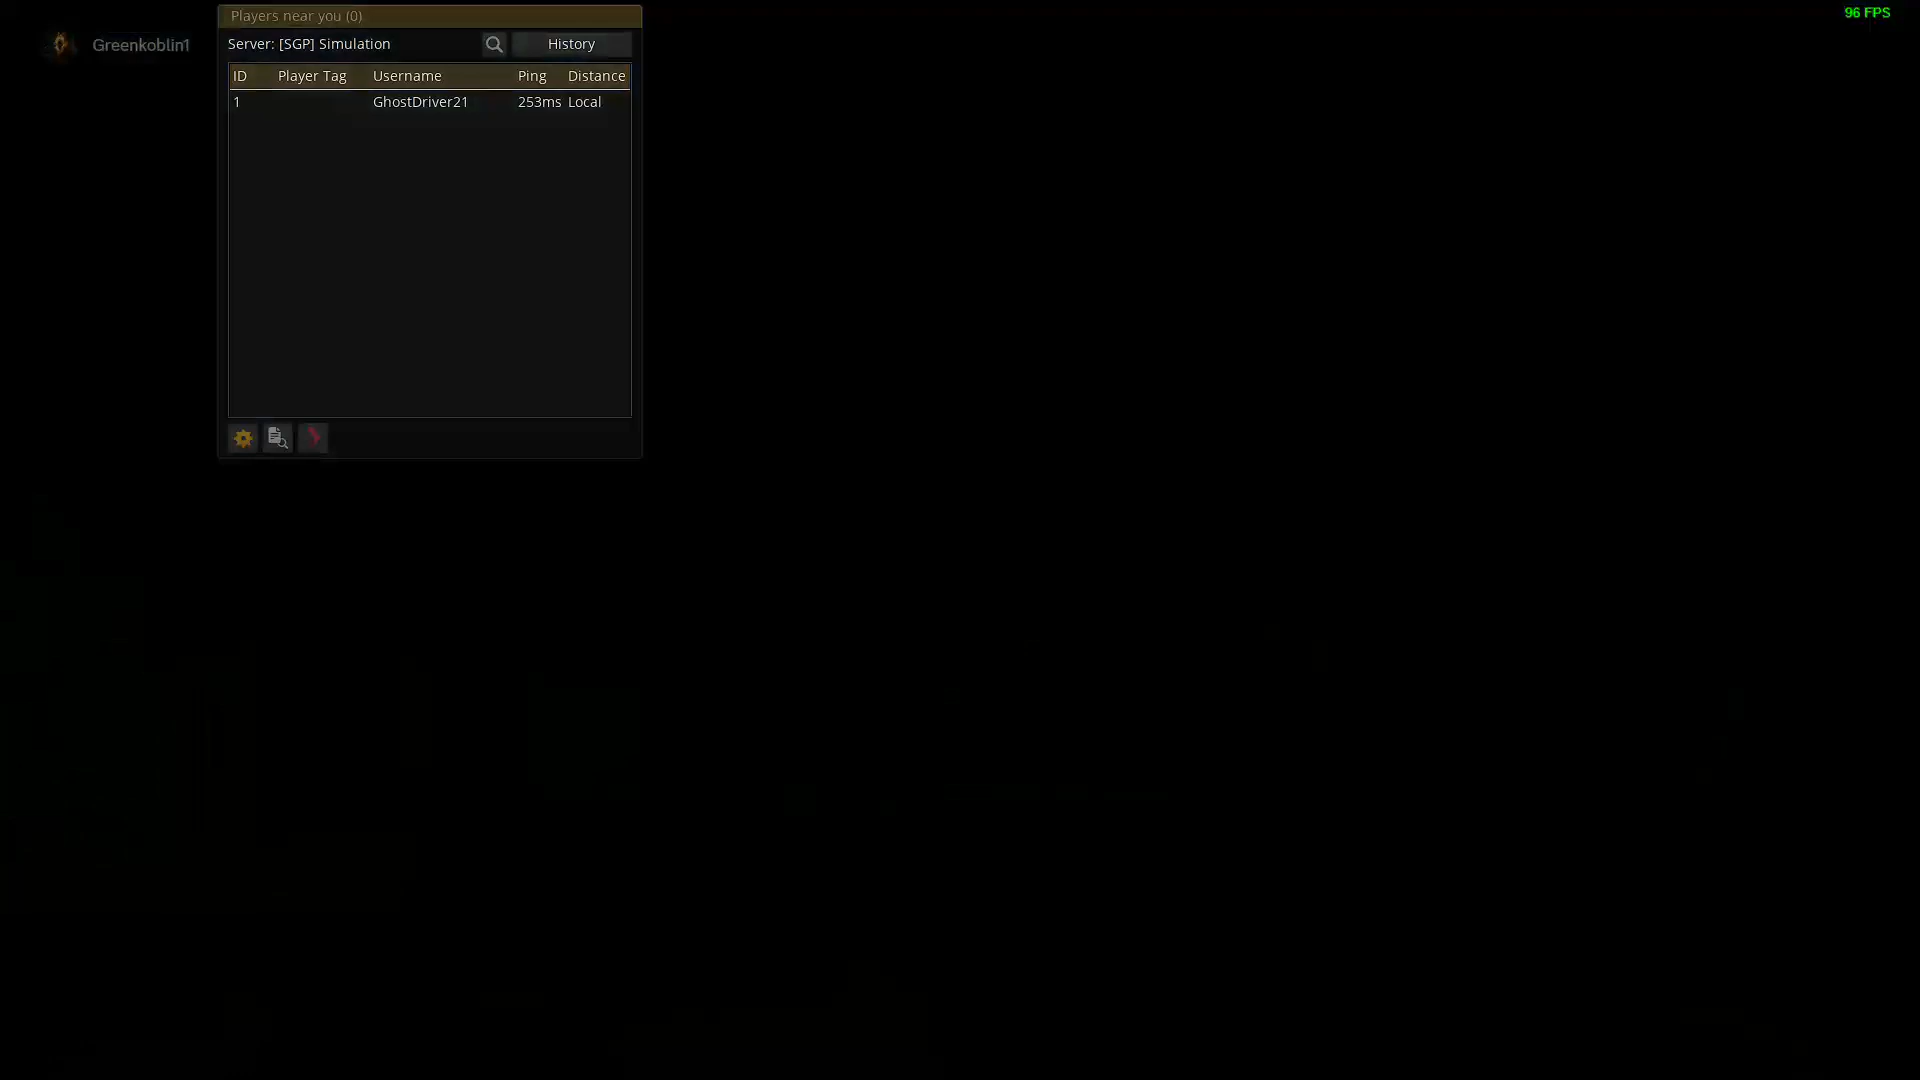 Players near you (0)
96 FPS
Greenkoblin1
Server: [SGP] Simulation
History
ID Player Tag Username Ping Distance
1 GhostDriver21 253ms Local